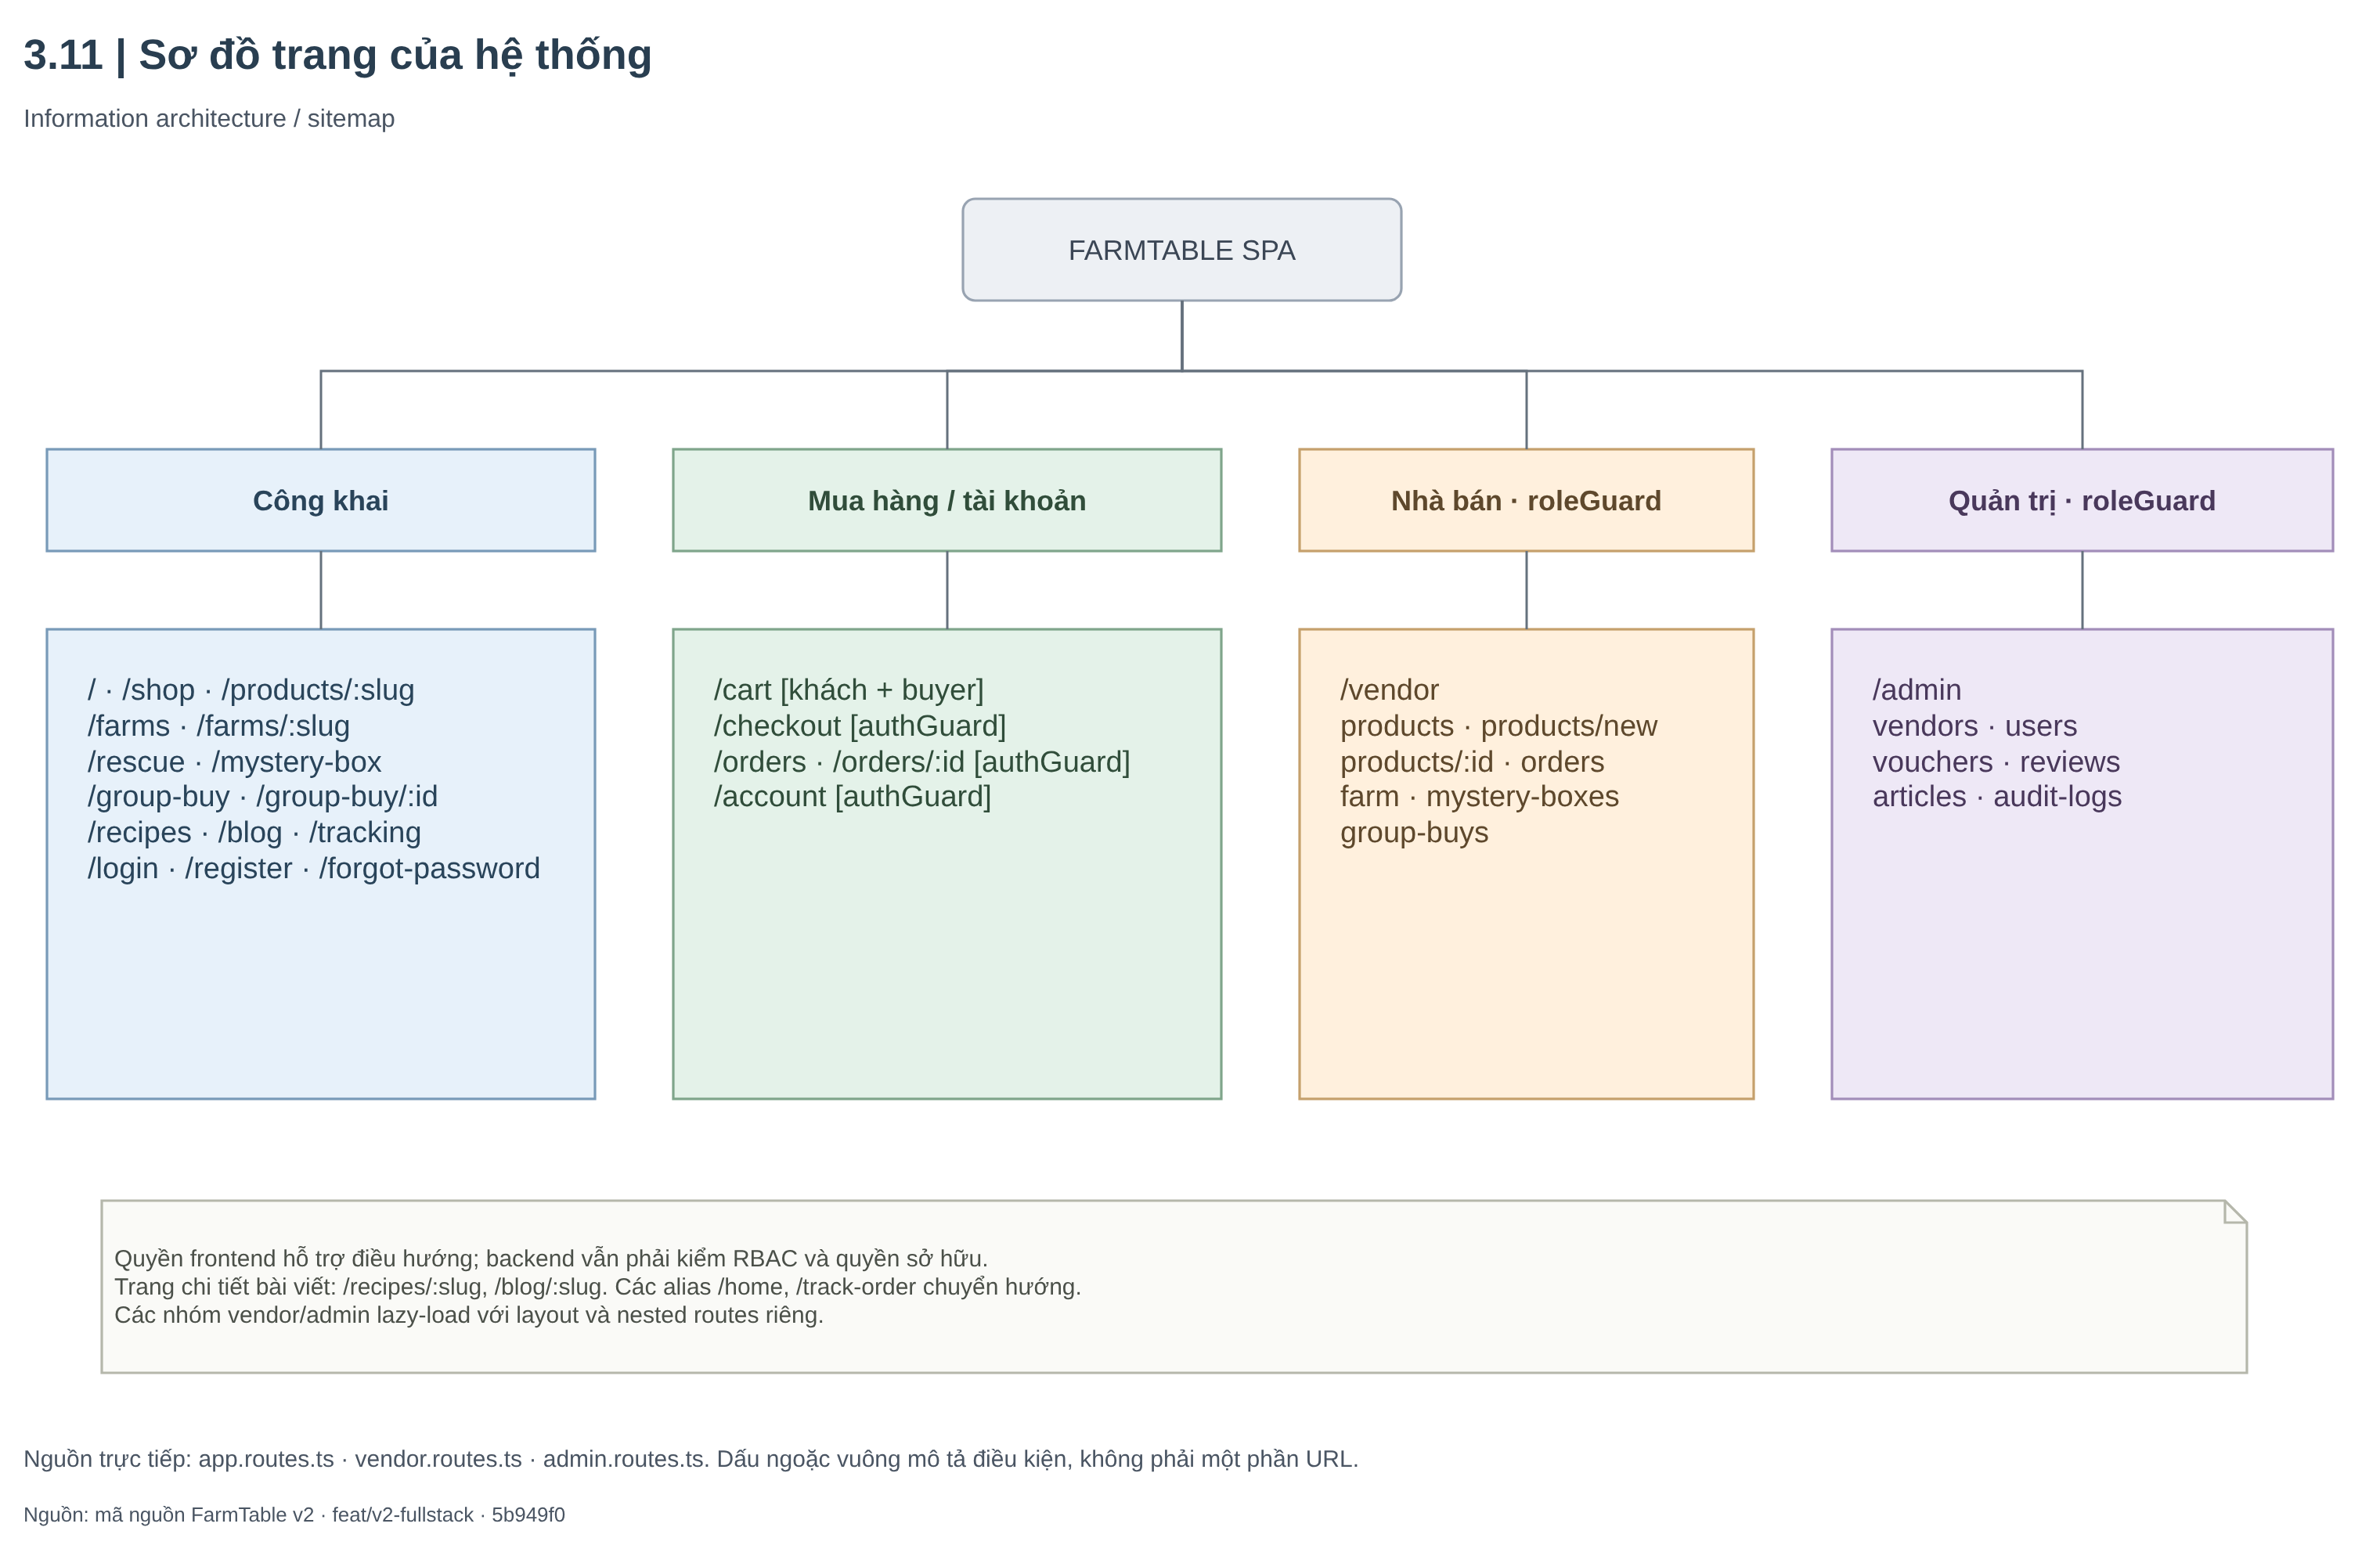 3.11 | Sơ đồ trang của hệ thống
Information architecture / sitemap
FARMTABLE SPA
Công khai
Mua hàng / tài khoản
Nhà bán · roleGuard
Quản trị · roleGuard
/ · /shop · /products/:slug
/farms · /farms/:slug
/rescue · /mystery-box
/group-buy · /group-buy/:id
/recipes · /blog · /tracking
/login · /register · /forgot-password
/cart [khách + buyer]
/checkout [authGuard]
/orders · /orders/:id [authGuard]
/account [authGuard]
/vendor
products · products/new
products/:id · orders
farm · mystery-boxes
group-buys
/admin
vendors · users
vouchers · reviews
articles · audit-logs
Quyền frontend hỗ trợ điều hướng; backend vẫn phải kiểm RBAC và quyền sở hữu.
Trang chi tiết bài viết: /recipes/:slug, /blog/:slug. Các alias /home, /track-order chuyển hướng.
Các nhóm vendor/admin lazy-load với layout và nested routes riêng.
Nguồn trực tiếp: app.routes.ts · vendor.routes.ts · admin.routes.ts. Dấu ngoặc vuông mô tả điều kiện, không phải một phần URL.
Nguồn: mã nguồn FarmTable v2 · feat/v2-fullstack · 5b949f0